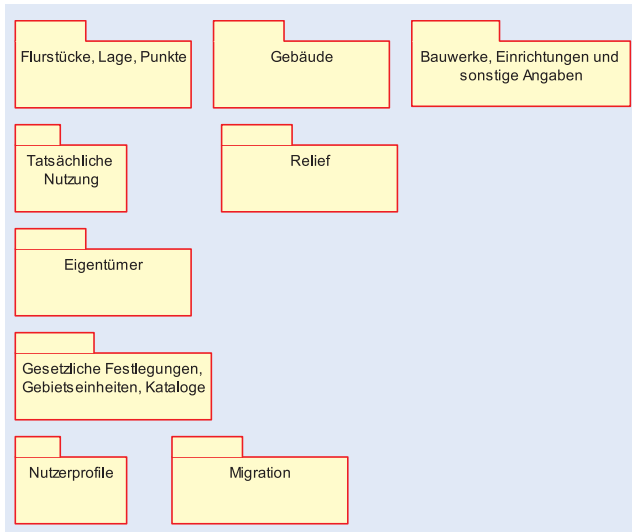 Flurstücke, Lage, Punkte
Gebäude
Bauwerke, Einrichtungen und
sonstige Angaben
Tatsächliche
Nutzung
Relief
Eigentümer
Gesetzliche Festlegungen,
Gebietseinheiten, Kataloge
Nutzerprofile
Migration